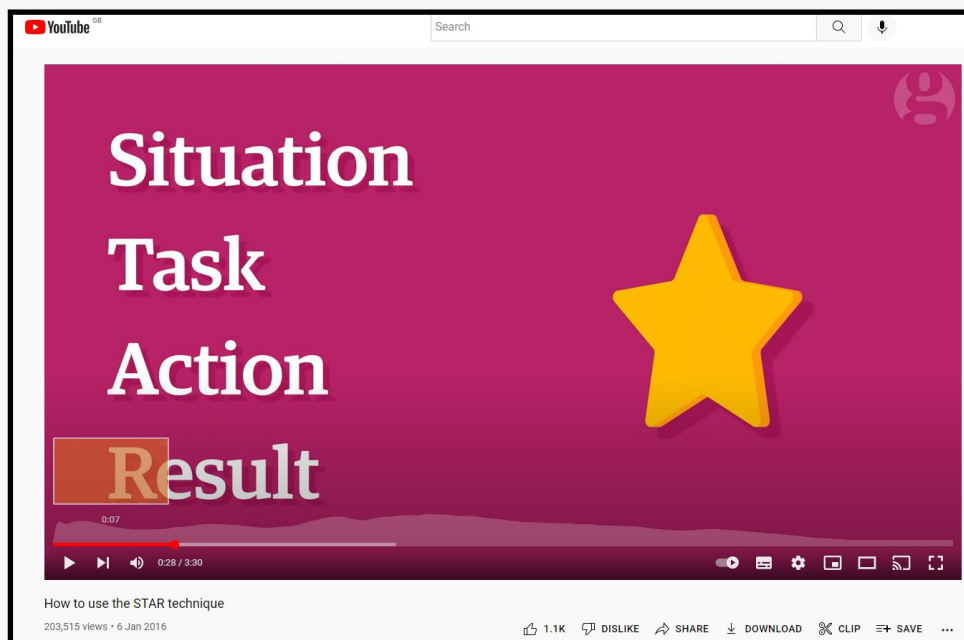 YouTube GB
Search
g
Situation
Task
Action
Result
0:07
0:28 / 3:30
How to use the STAR technique
203,515 views • 6 Jan 2016
1.1K DISLIKE SHARE DOWNLOAD CLIP SAVE ...